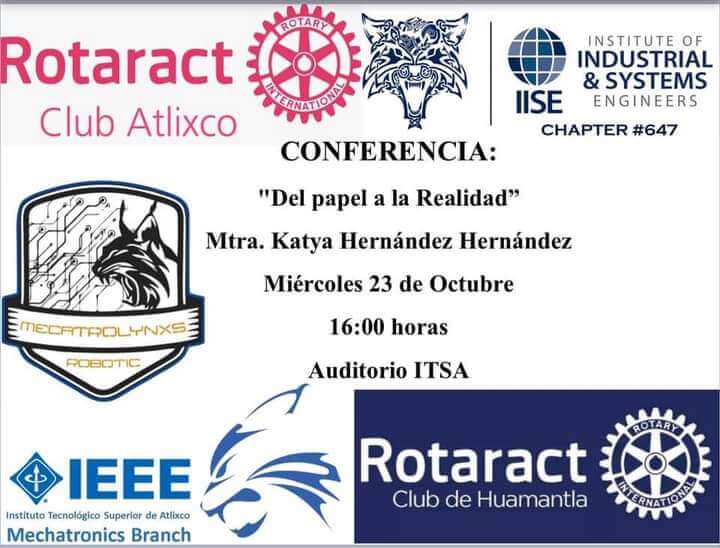 Rotaract
Club Atlixco
ROTARY
INTERNATIONAL
INSTITUTE OF
INDUSTRIAL
& SYSTEMS
ENGINEERS
IISE
CHAPTER #647
CONFERENCIA:
"Del papel a la Realidad”
Mtra. Katya Hernández Hernández
Miércoles 23 de Octubre
16:00 horas
Auditorio ITSA
MECATROLYNXS
ROBOTIC
IEEE
Instituto Tecnológico Superior de Atlixco
Mechatronics Branch
Rotaract
Club de Huamantla
ROTARY
INTERNATIONAL